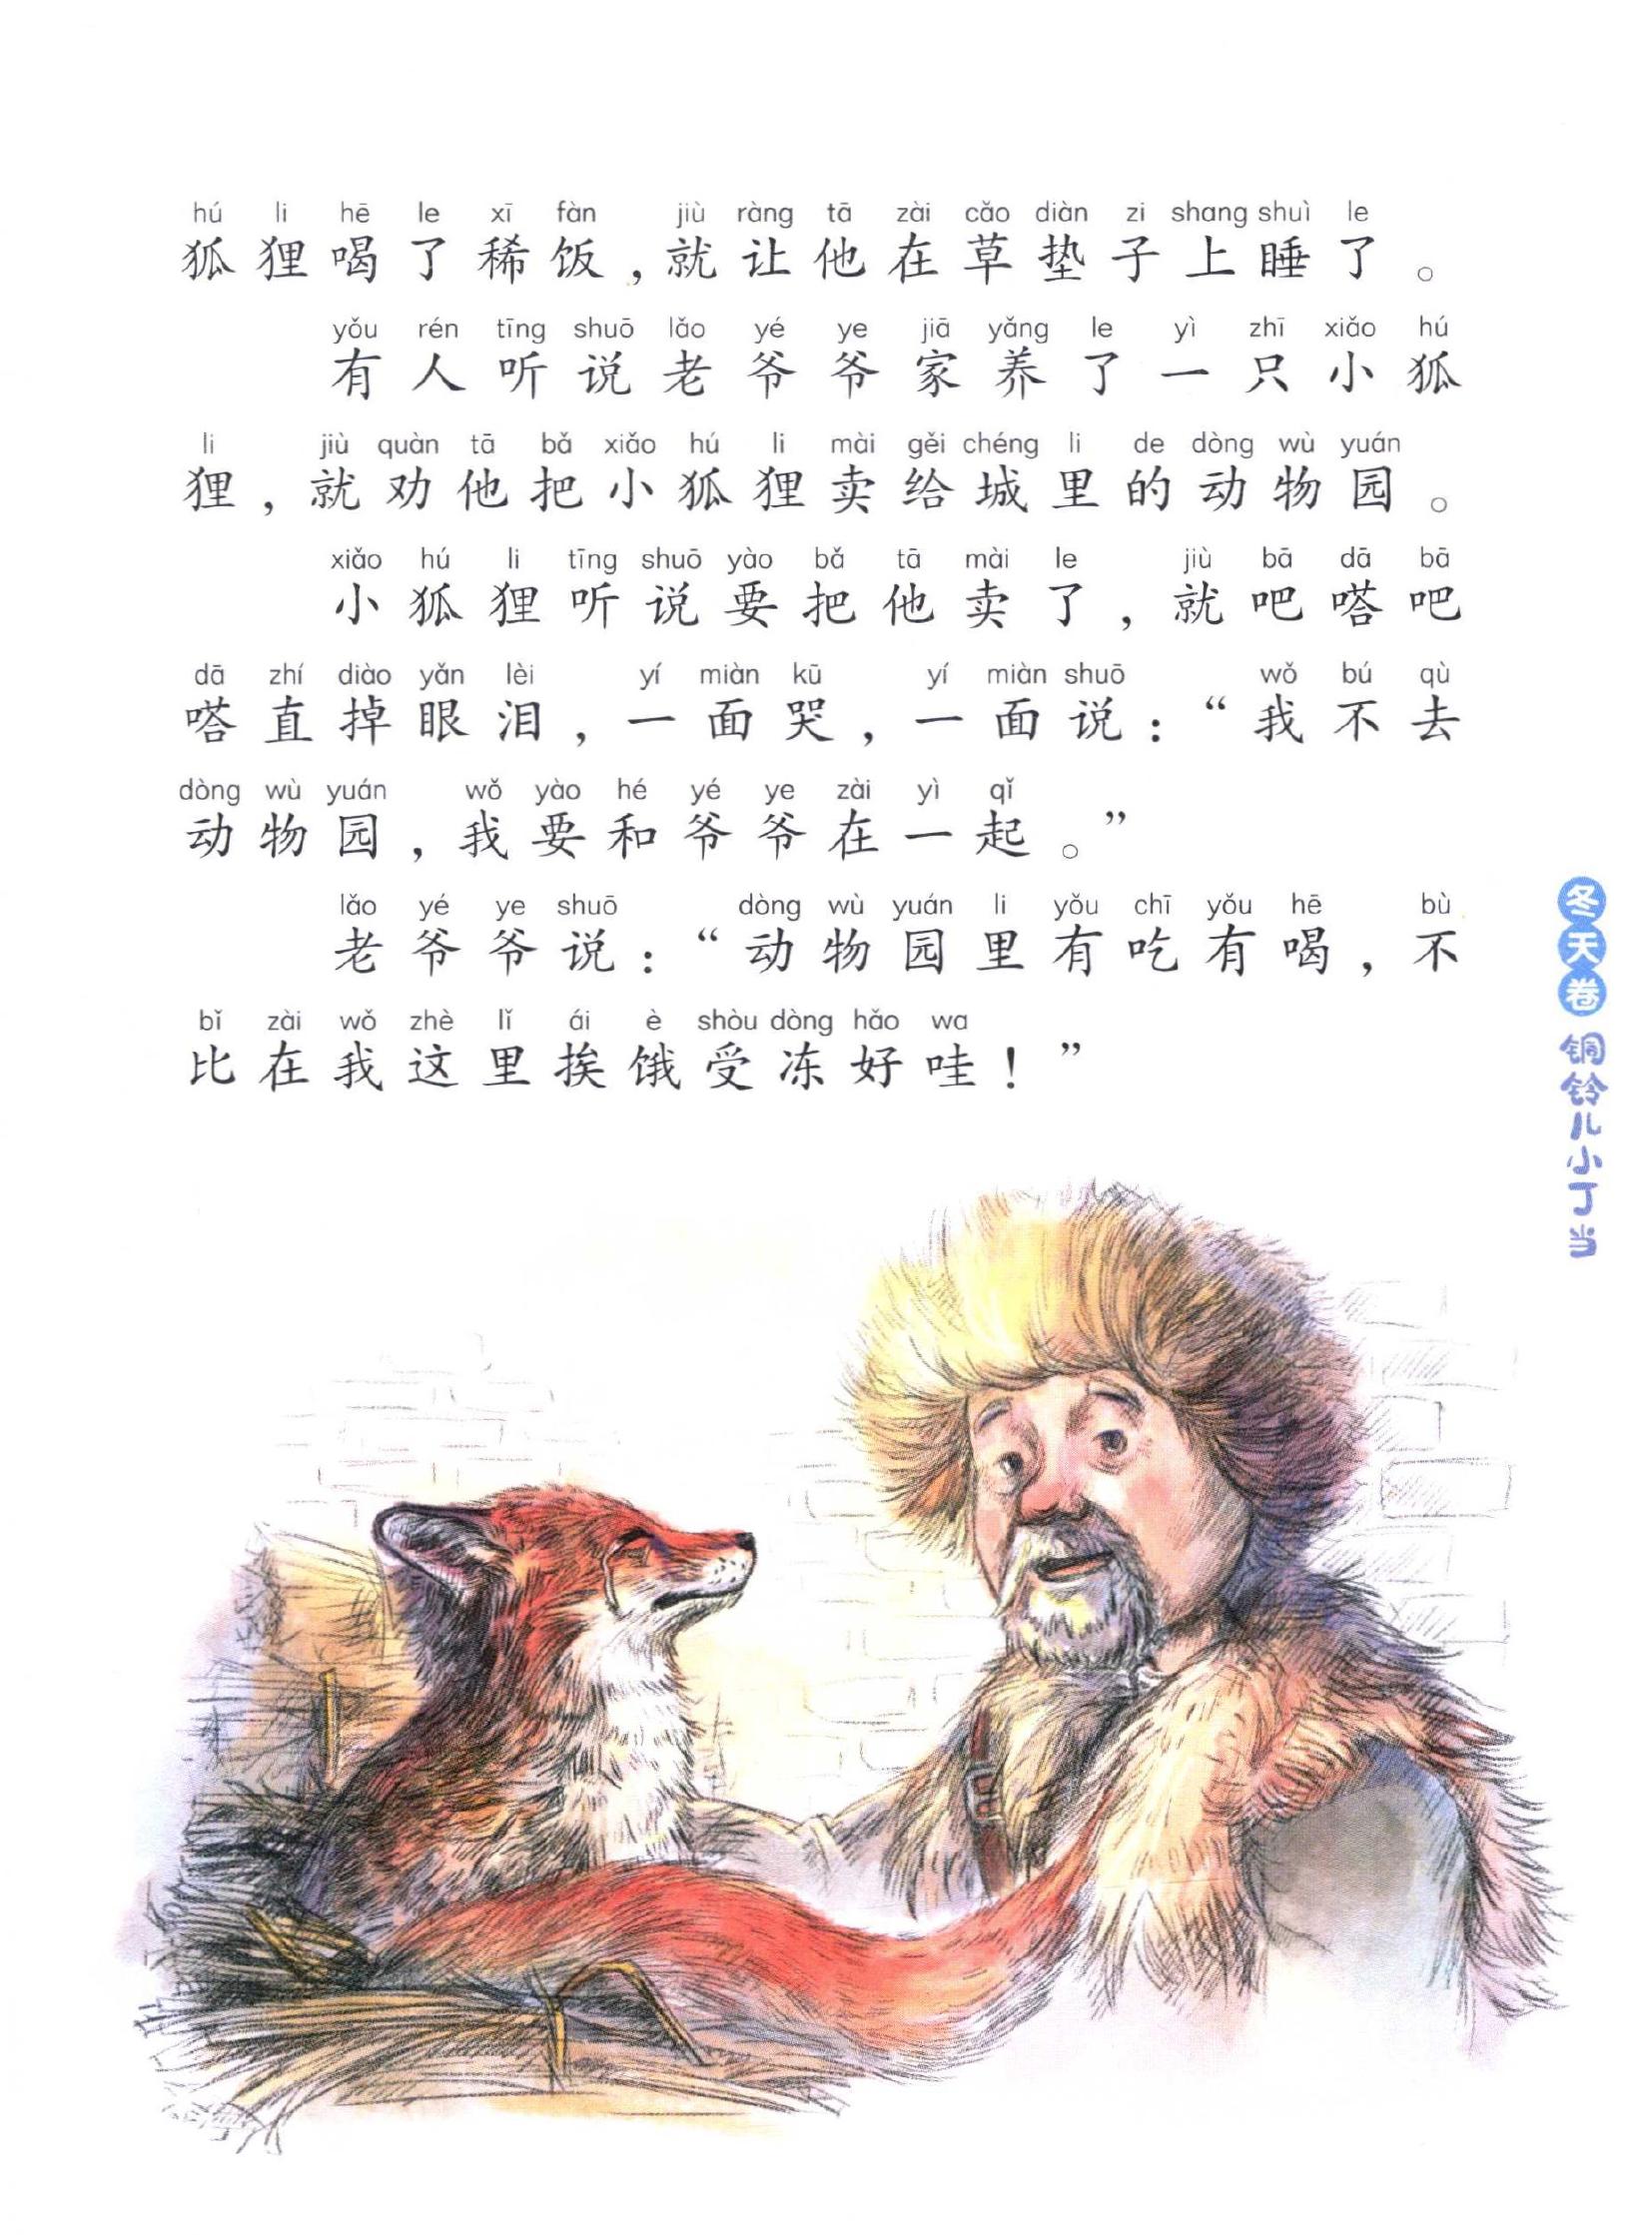 hú li hē le xī fàn jiù ràng tā zài cǎo diàn zi shang shuì le
狐狸喝了稀饭，就让他在草垫子上睡了。
yǒu rén tīng shuō lǎo yé ye jiā yǎng le yì zhī xiǎo hú
有人听说老爷爷家养了一只小狐
li jiù quàn tā bǎ xiǎo hú li mài gěi chéng li de dòng wù yuán
狸，就劝他把小狐狸卖给城里的动物园。
xiǎo hú li tīng shuō yào bǎ tā mài le jiù bā dā bā
小狐狸听说要把他卖了，就吧嗒吧
dā zhí diào yǎn lèi yí miàn kū yí miàn shuō wǒ bú qù
嗒直掉眼泪，一面哭，一面说：“我不去
dòng wù yuán wǒ yào hé yé ye zài yì qǐ
动物园，我要和爷爷在一起。”
lǎo yé ye shuō dòng wù yuán li yǒu chī yǒu hē bù
老爷爷说：“动物园里有吃有喝，不
bǐ zài wǒ zhè lǐ ái è shòu dòng hǎo wa
比在我这里挨饿受冻好哇！”
冬天卷
铜铃儿小丁当